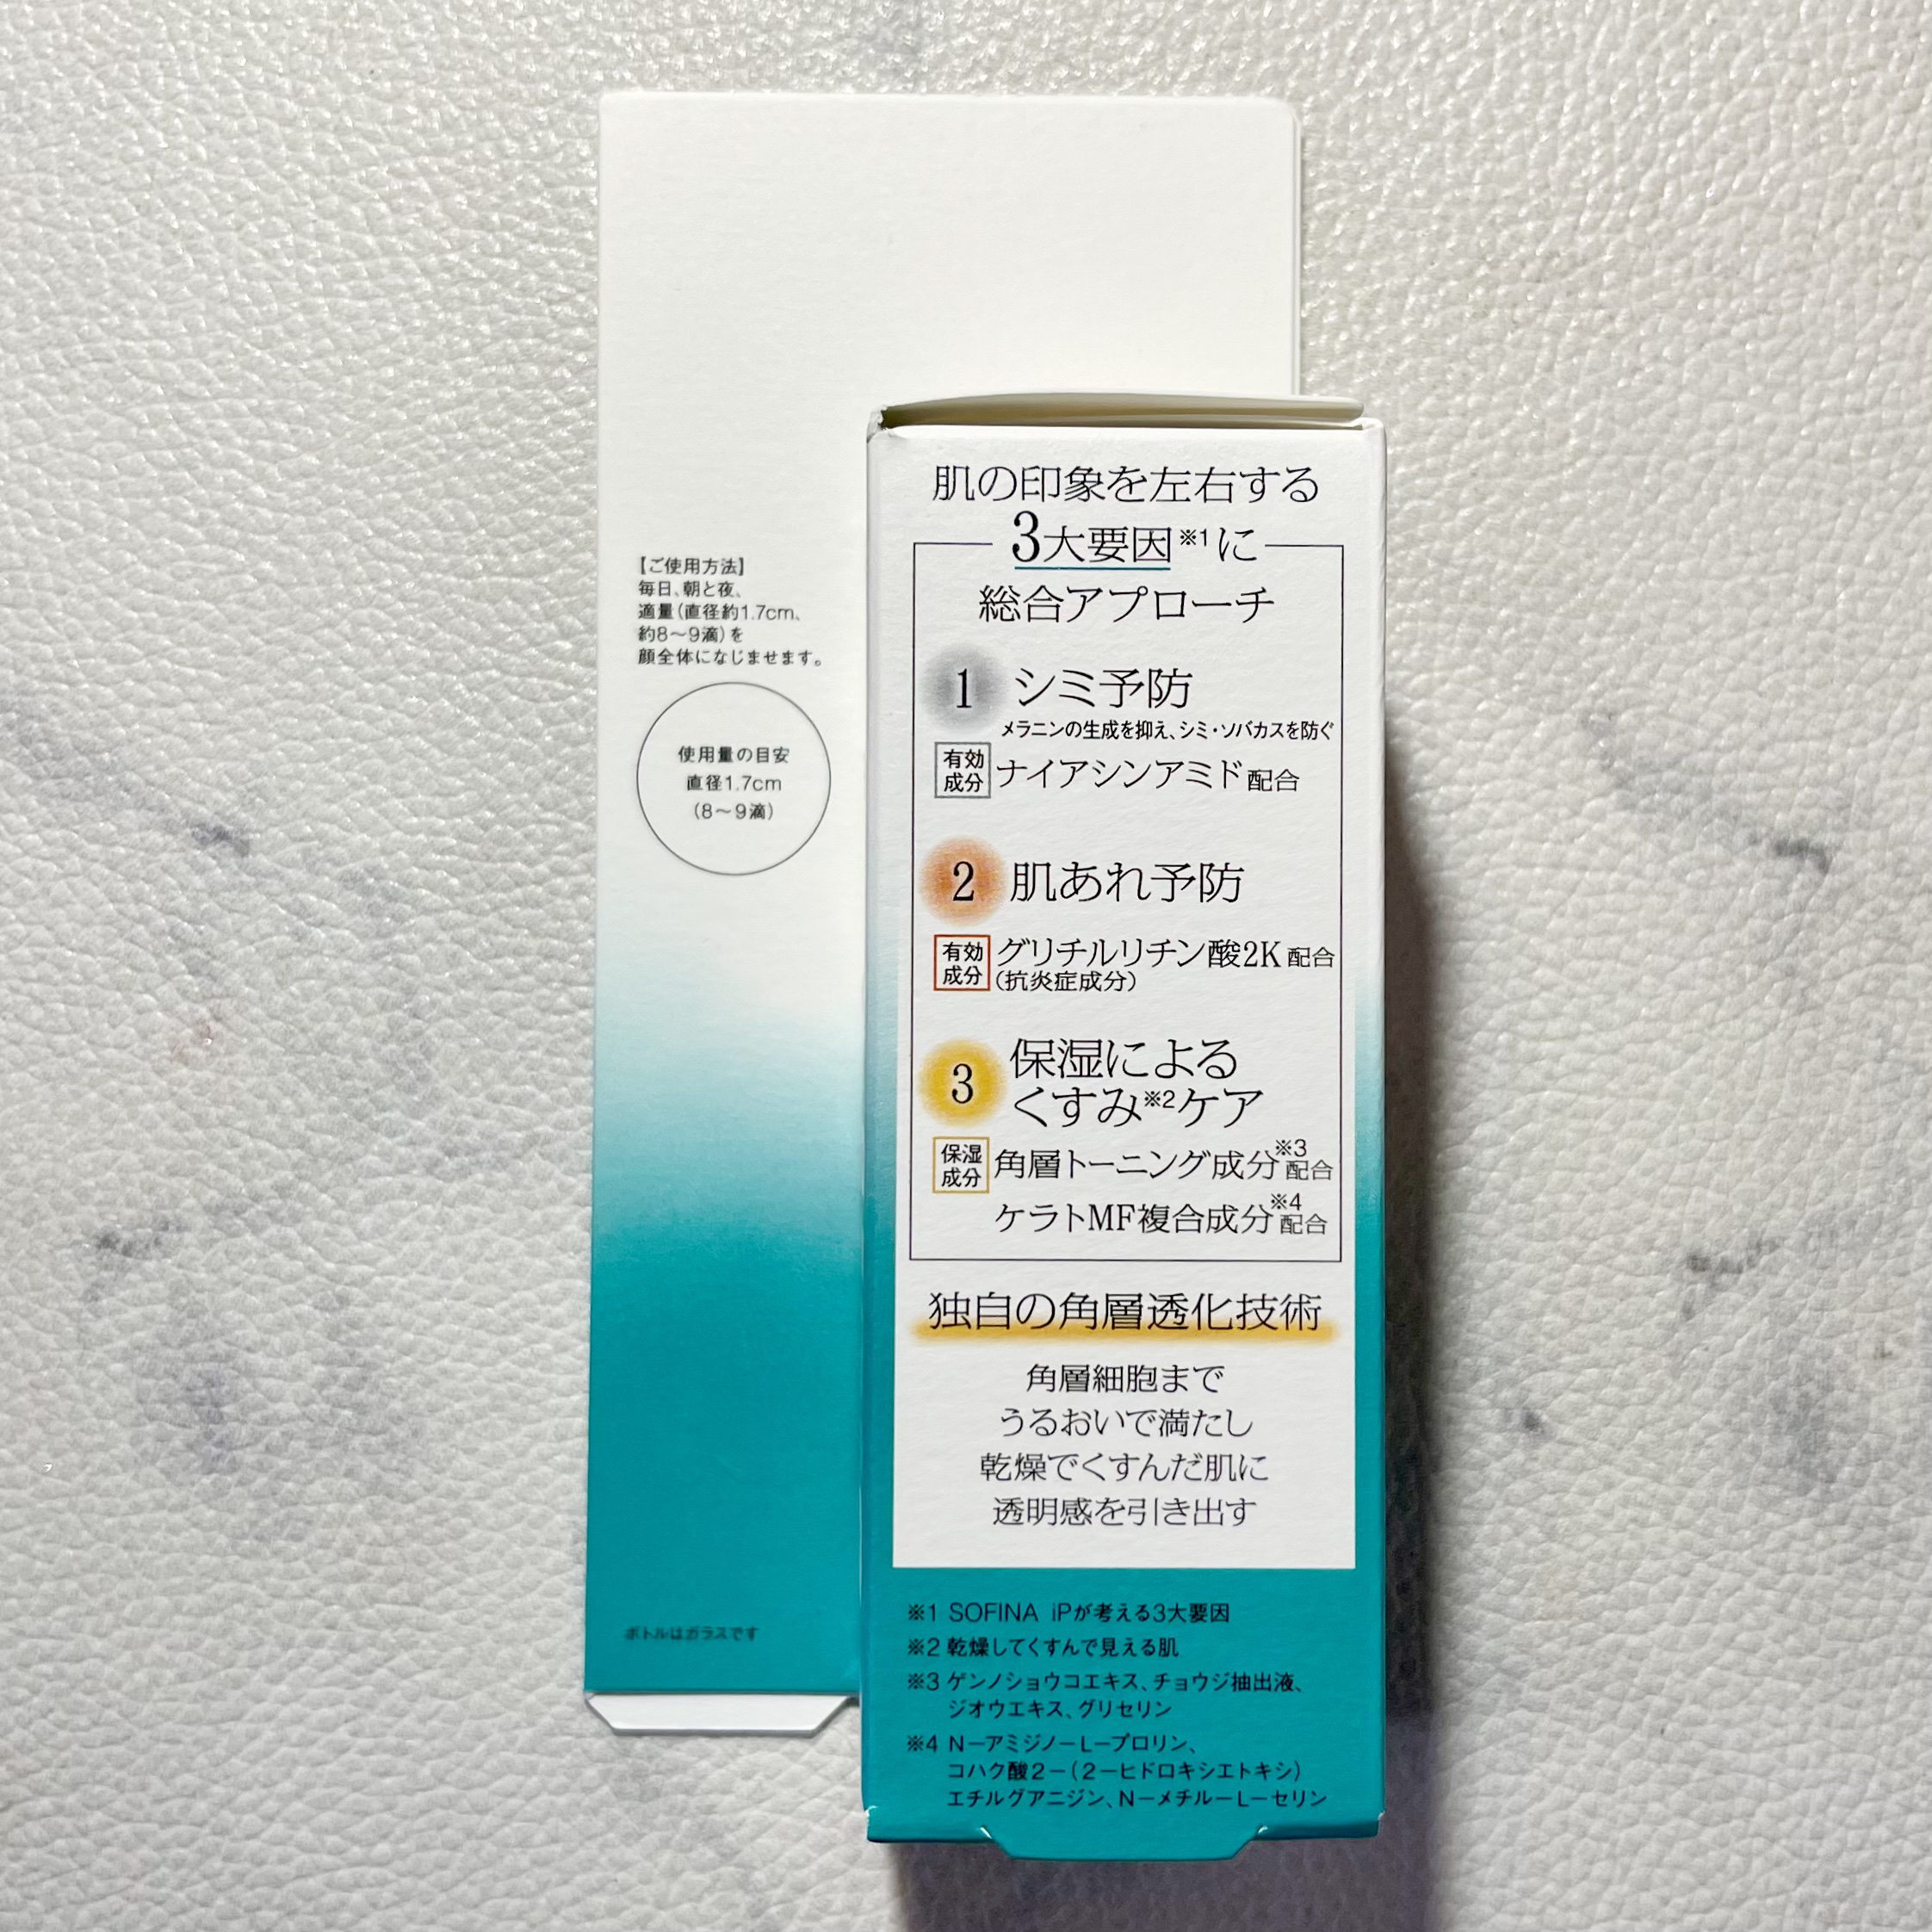 【ご使用方法】
毎日、朝と夜、
適量(直径約1.7cm、
約8〜9滴)を
顔全体になじませます。
使用量の目安
直径1.7cm
(8〜9滴)
ボトルはガラスです
肌の印象を左右する
3大要因※1に
総合アプローチ
1 シミ予防
メラニンの生成を抑え、シミ・ソバカスを防ぐ
有効成分 ナイアシンアミド配合
2 肌あれ予防
有効成分 グリチルリチン酸2K配合
(抗炎症成分)
3 保湿による
くすみ※2ケア
保湿成分 角層トーニング成分※3配合
ケラトMF複合成分※4配合
独自の角層透化技術
角層細胞まで
うるおいで満たし
乾燥でくすんだ肌に
透明感を引き出す
※1 SOFINA iPが考える3大要因
※2 乾燥してくすんで見える肌
※3 ゲンノショウコエキス、チョウジ抽出液、
ジオウエキス、グリセリン
※4 N−アミジノ−L−プロリン、
コハク酸2−(2−ヒドロキシエトキシ)
エチルグアニジン、N−メチル−L−セリン